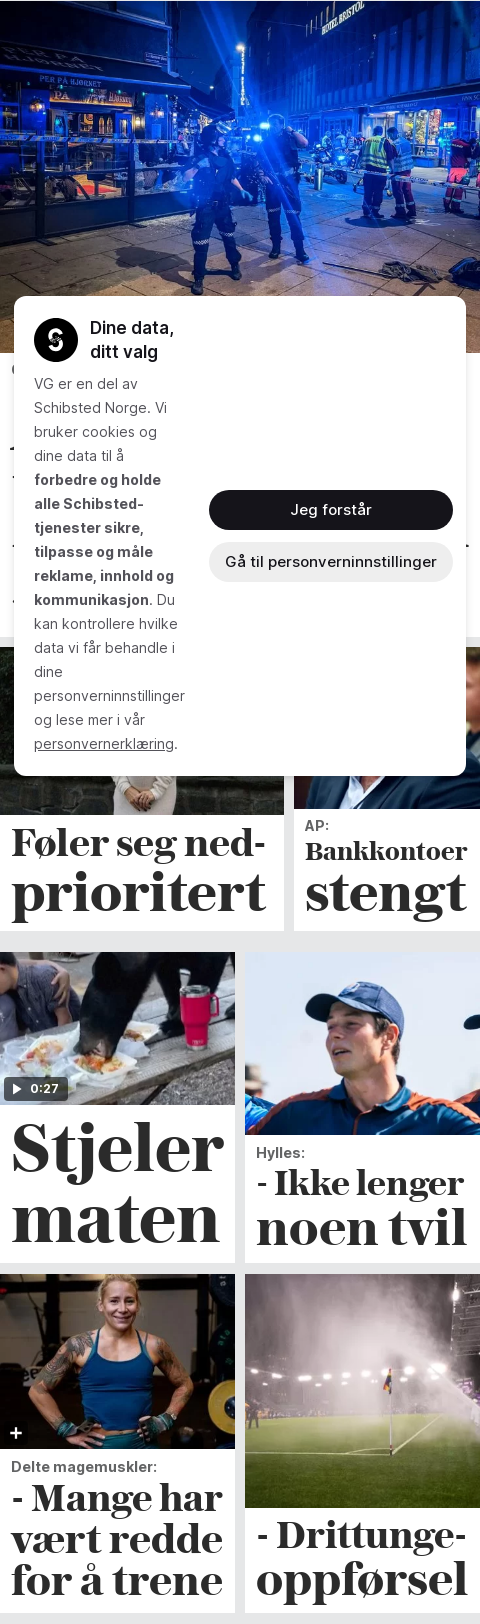 HOTEL BRISTOL
PER PÅ HJØRNET
Dine data,
ditt valg
VG er en del av
Schibsted Norge. Vi
bruker cookies og
dine data til å
forbedre og holde
alle Schibsted-
tjenester sikre,
tilpasse og måle
reklame, innhold og
kommunikasjon. Du
kan kontrollere hvilke
data vi får behandle i
dine
personverninnstillinger
og lese mer i vår
personvernerklæring.
Jeg forstår
Gå til personverninnstillinger
Føler seg ned-
prioritert
AP:
Bankkontoer
stengt
0:27
Stjeler
maten
Hylles:
- Ikke lenger
noen tvil
Delte magemuskler:
- Mange har
vært redde
for å trene
- Drittunge-
oppførsel